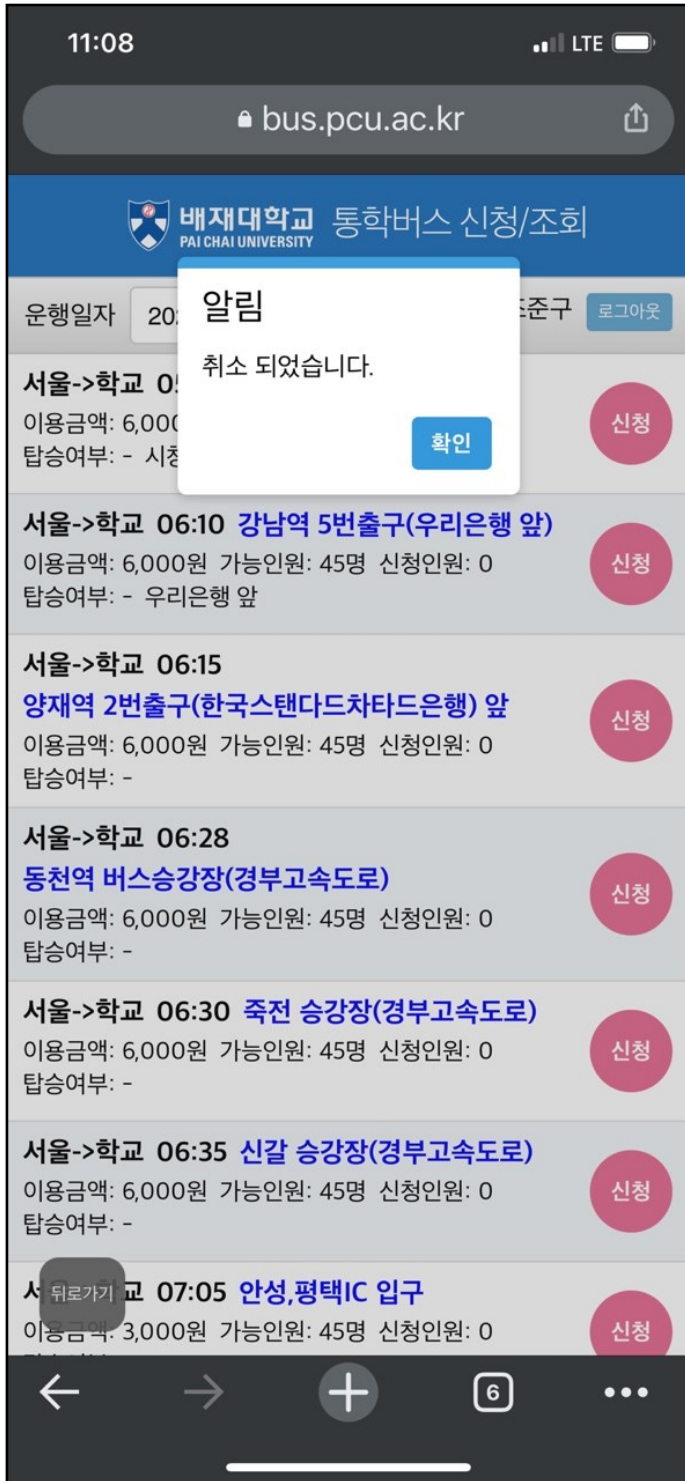 11:08
LTE
bus.pcu.ac.kr
배재대학교 통학버스 신청/조회
PAI CHAI UNIVERSITY
운행일자 준구 로그아웃
알림
취소 되었습니다.
확인
서울->학교
이용금액: 6,000
탑승여부: -
신청
서울->학교 06:10 강남역 5번출구(우리은행 앞)
이용금액: 6,000원 가능인원: 45명 신청인원: 0
탑승여부: - 우리은행 앞
신청
서울->학교 06:15
양재역 2번출구(한국스탠다드차타드은행) 앞
이용금액: 6,000원 가능인원: 45명 신청인원: 0
탑승여부: -
신청
서울->학교 06:28
동천역 버스승강장(경부고속도로)
이용금액: 6,000원 가능인원: 45명 신청인원: 0
탑승여부: -
신청
서울->학교 06:30 죽전 승강장(경부고속도로)
이용금액: 6,000원 가능인원: 45명 신청인원: 0
탑승여부: -
신청
서울->학교 06:35 신갈 승강장(경부고속도로)
이용금액: 6,000원 가능인원: 45명 신청인원: 0
탑승여부: -
신청
뒤로가기
교 07:05 안성,평택IC 입구
이용금액: 3,000원 가능인원: 45명 신청인원: 0
신청
6